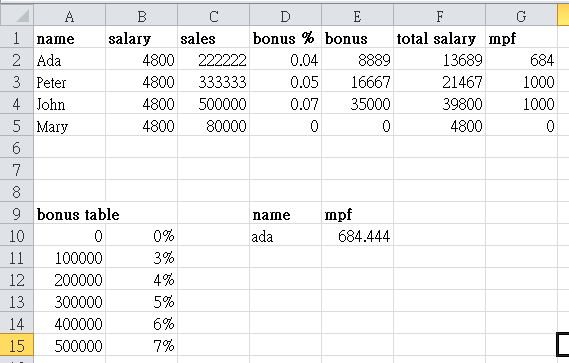 A B C D E F G
1 name salary sales bonus % bonus total salary mpf
2 Ada 4800 222222 0.04 8889 13689 684
3 Peter 4800 333333 0.05 16667 21467 1000
4 John 4800 500000 0.07 35000 39800 1000
5 Mary 4800 80000 0 0 4800 0
6
7
8
9 bonus table name mpf
10 0 0% ada 684.444
11 100000 3%
12 200000 4%
13 300000 5%
14 400000 6%
15 500000 7%